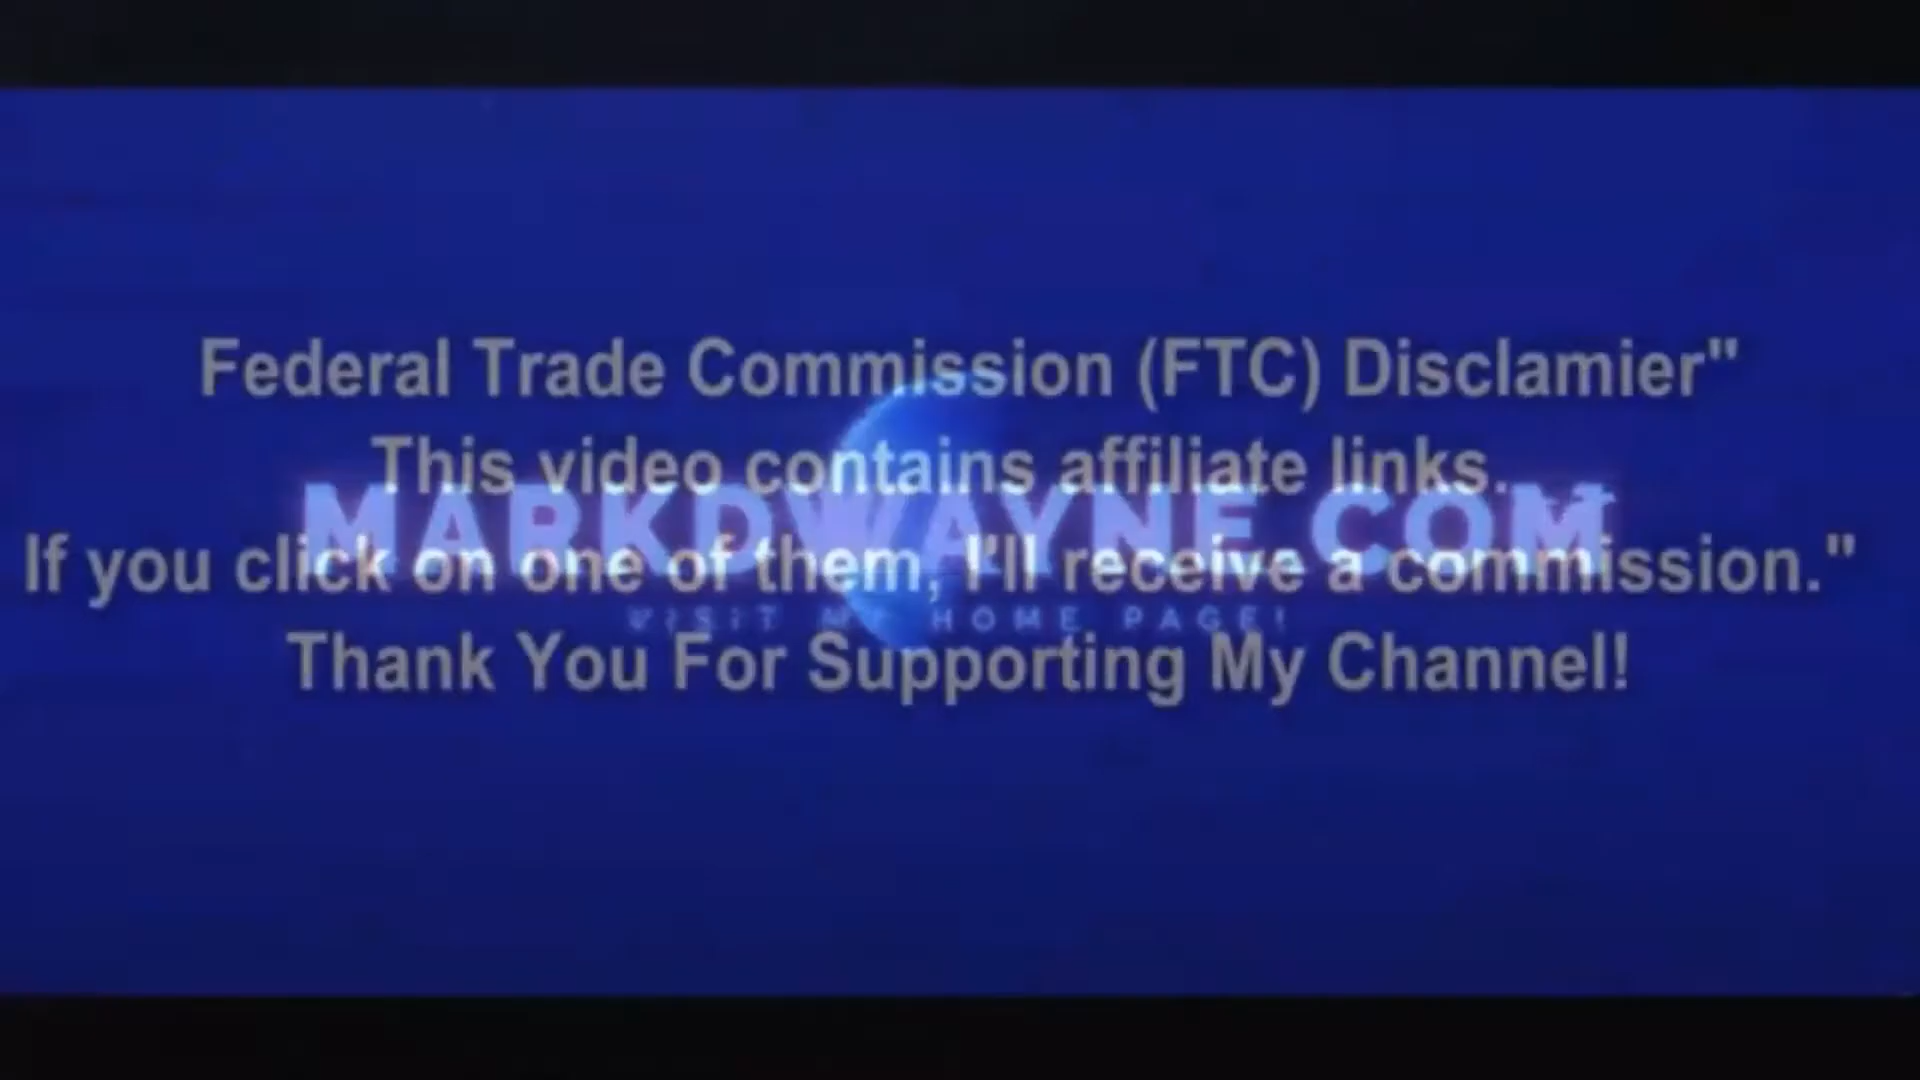 Federal Trade Commission (FTC) Disclamier"
This video contains affiliate links.
MARKDWAYNE.COM
If you click on one of them, I'll receive a commission."
VISIT MY HOME PAGE!
Thank You For Supporting My Channel!